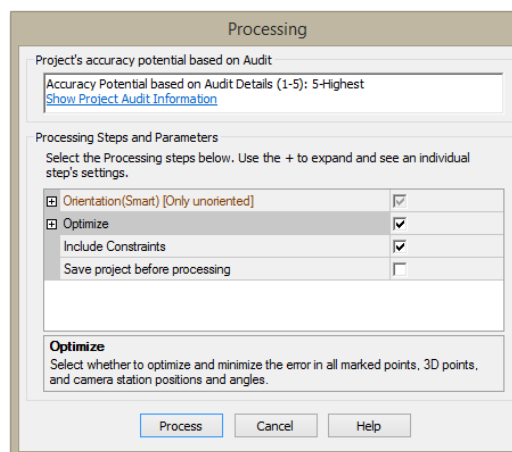 Processing
Project's accuracy potential based on Audit
Accuracy Potential based on Audit Details (1-5): 5-Highest
Show Project Audit Information
Processing Steps and Parameters
Select the Processing steps below. Use the + to expand and see an individual
step's settings.
Orientation(Smart) [Only unoriented]
Optimize
Include Constraints
Save project before processing
Optimize
Select whether to optimize and minimize the error in all marked points, 3D points,
and camera station positions and angles.
Process Cancel Help